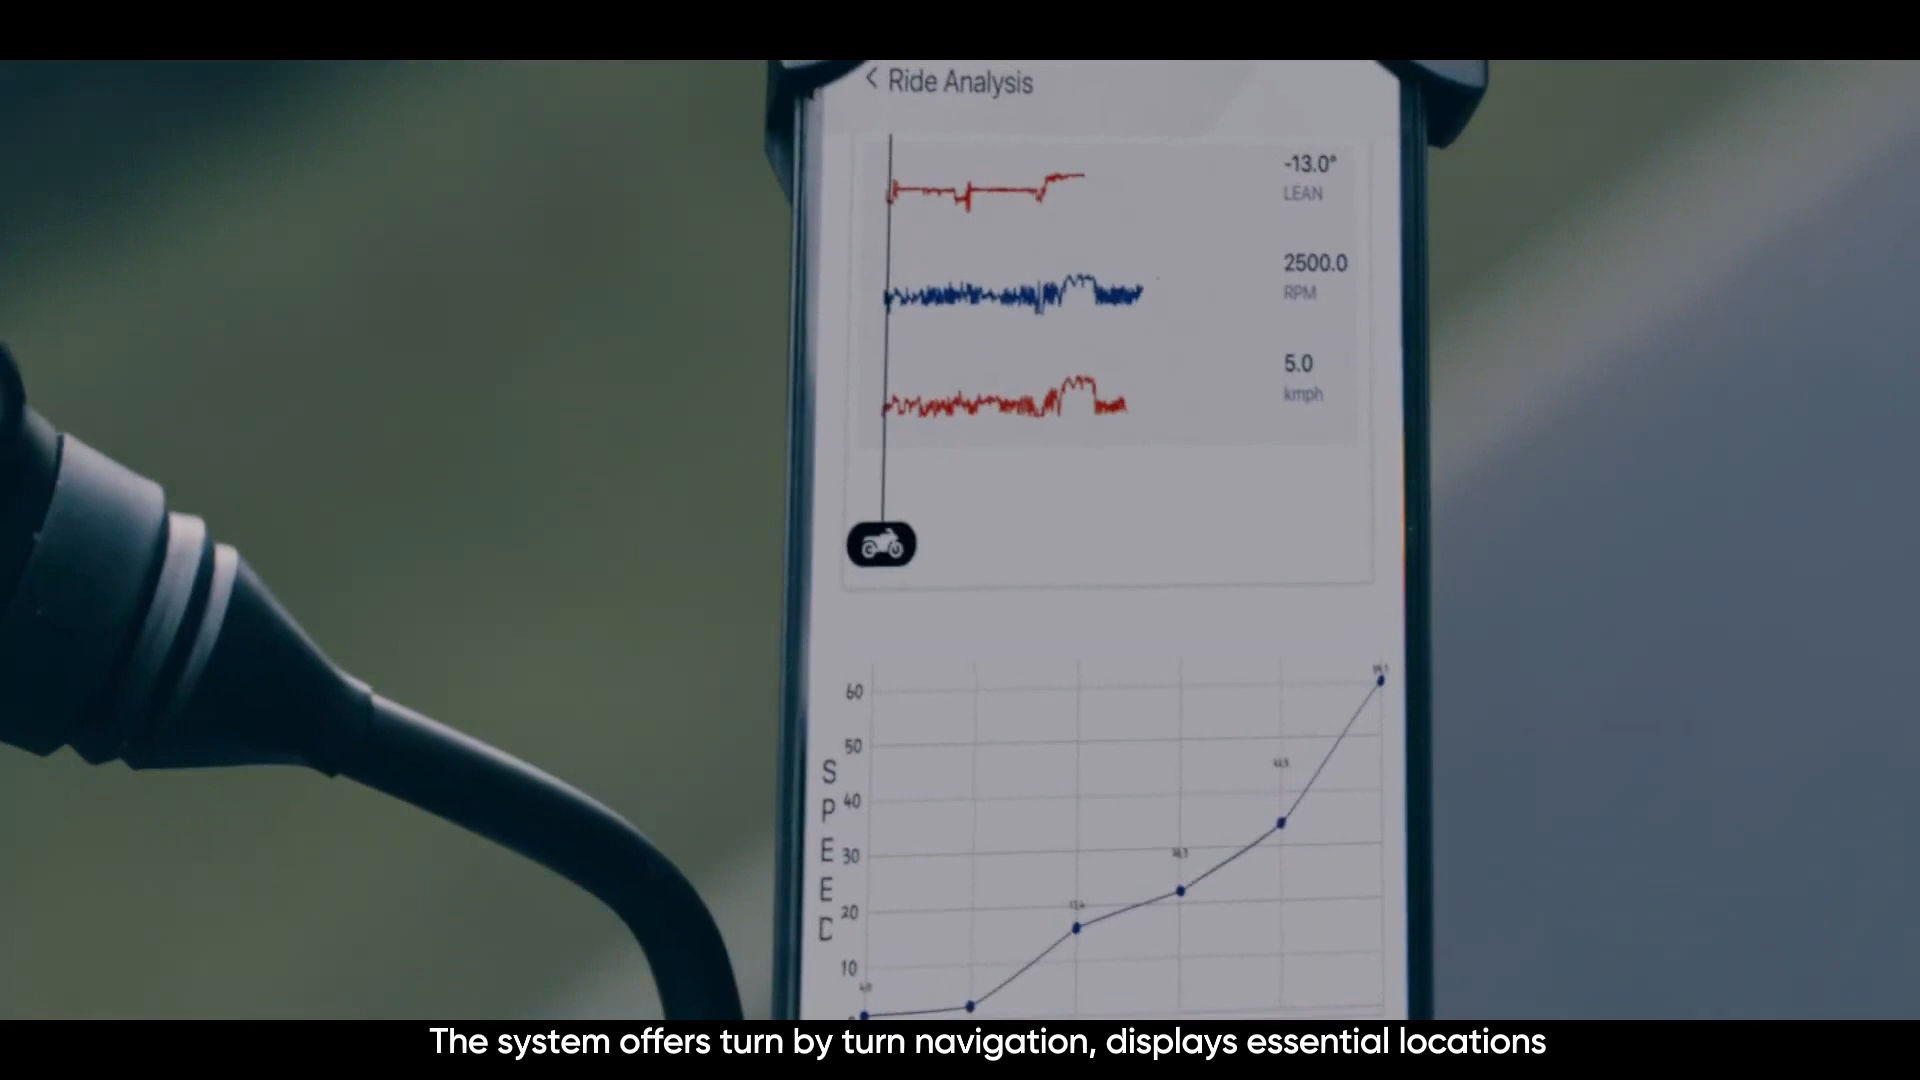 Ride Analysis
-13.0°
LEAN
2500.0
RPM
5.0
kmph
60
50
40
30
20
10
SPEED
The system offers turn by turn navigation, displays essential locations